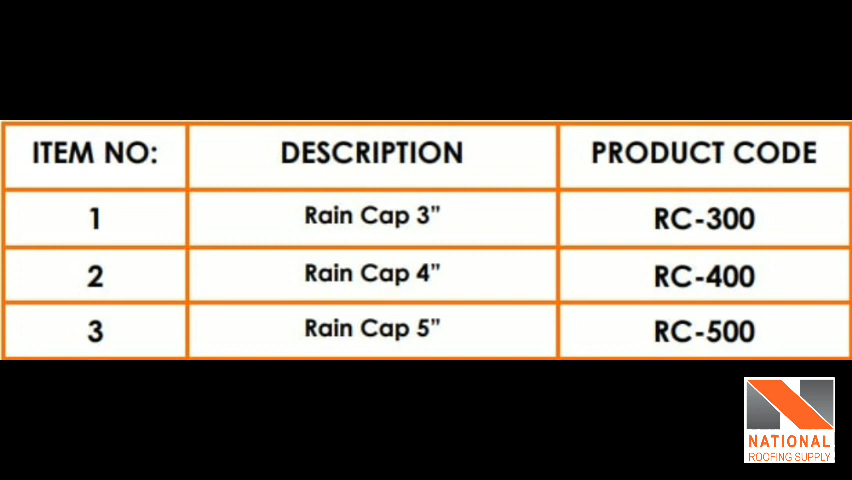 ITEM NO: DESCRIPTION PRODUCT CODE
1 Rain Cap 3” RC-300
2 Rain Cap 4” RC-400
3 Rain Cap 5” RC-500
NATIONAL
ROOFING SUPPLY